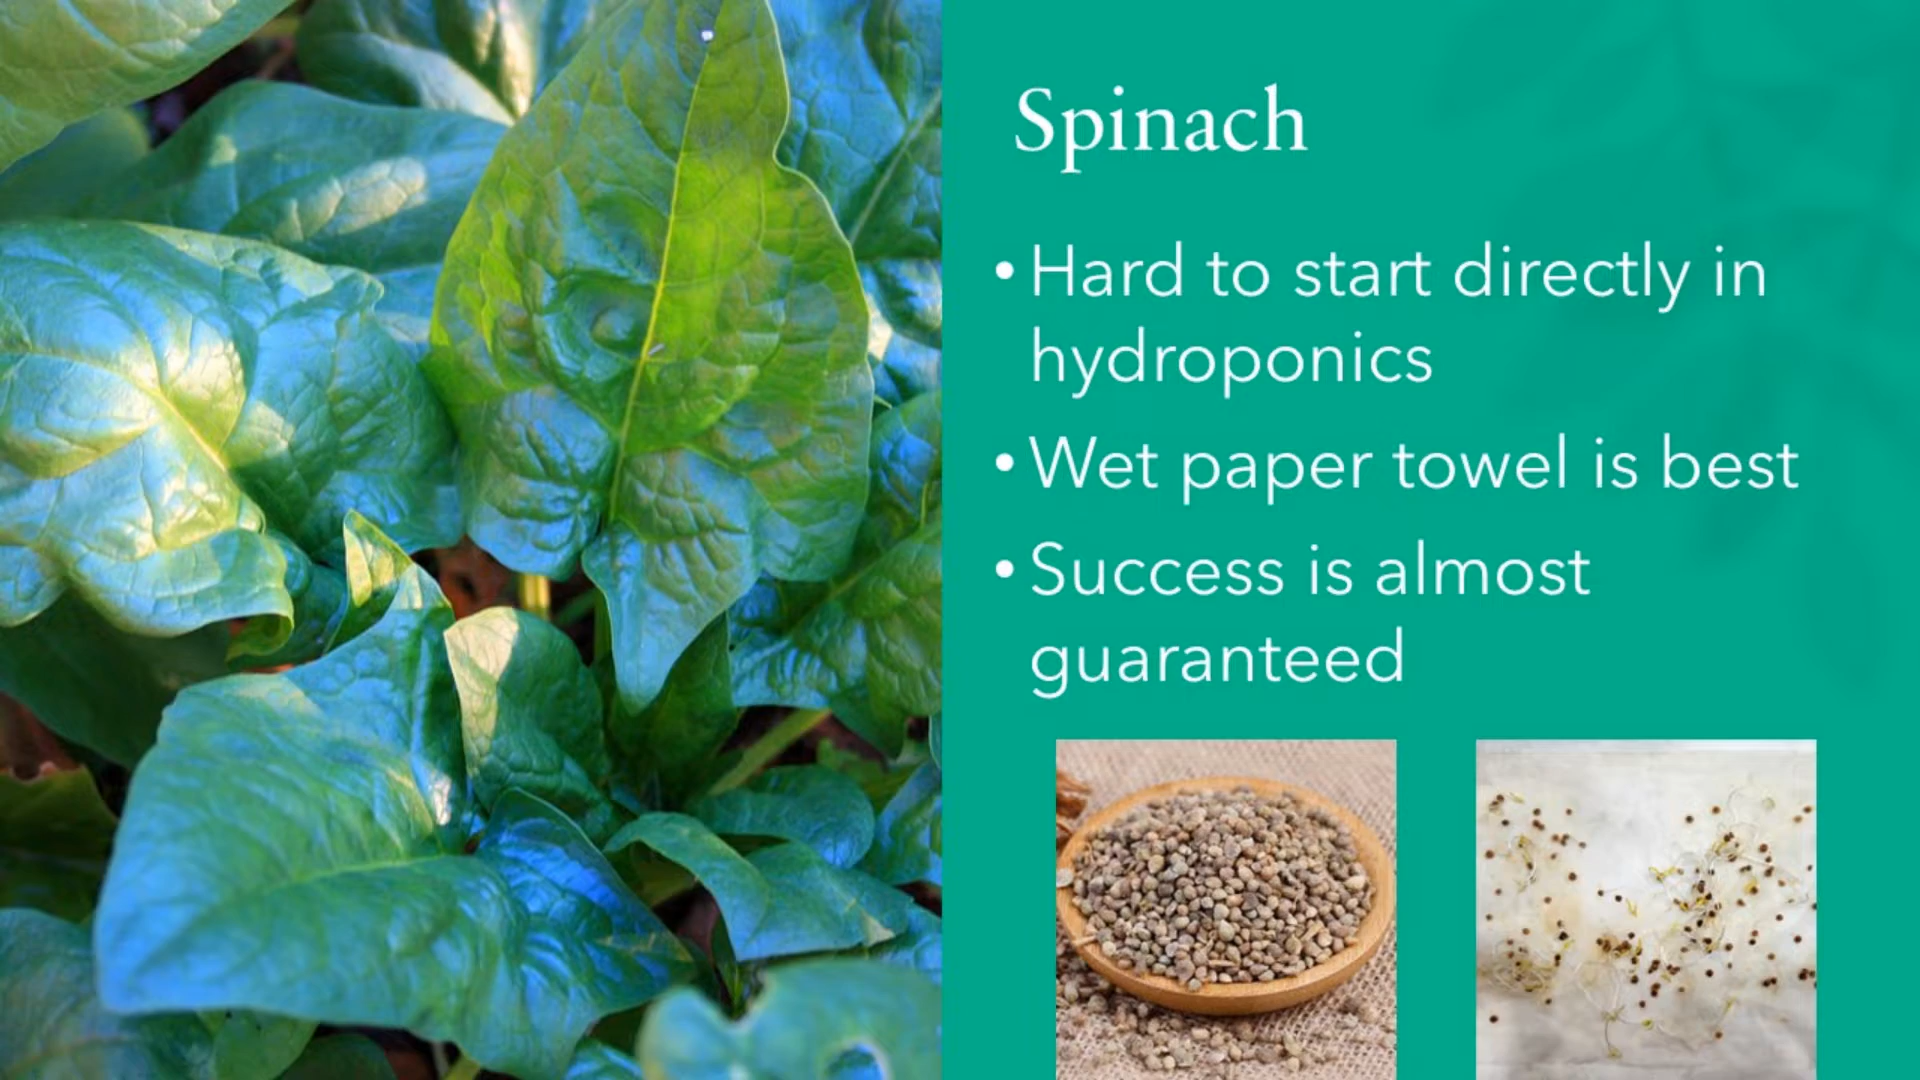 Spinach
• Hard to start directly in
hydroponics
• Wet paper towel is best
• Success is almost
guaranteed